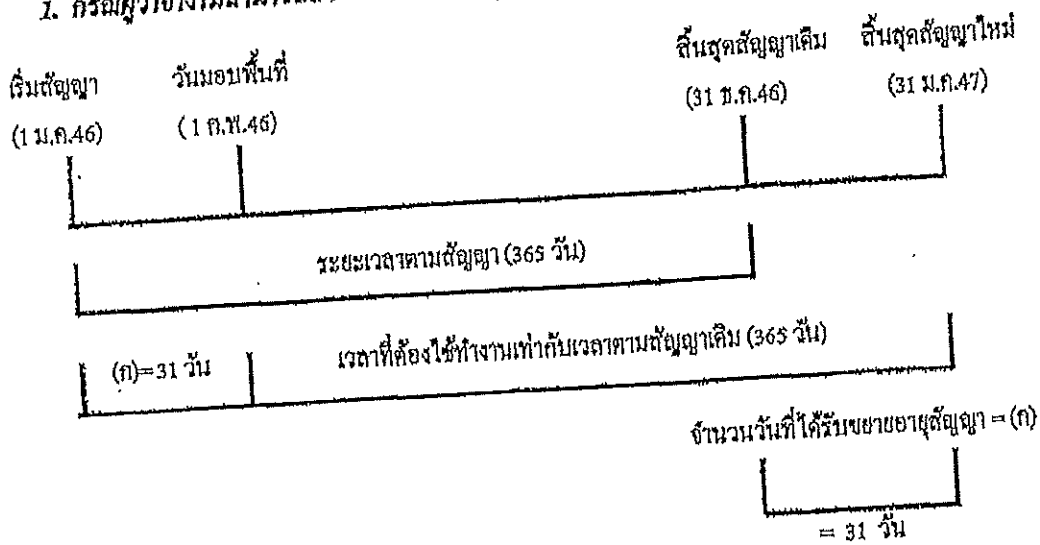 1. กรณีผู้ว่าจ้างไม่
สิ้นสุดสัญญาเดิม สิ้นสุดสัญญาใหม่
เริ่มสัญญา วันมอบพื้นที่
(31 ธ.ค.46) (31 ม.ค.47)
(1 ม.ค.46) (1 ก.พ.46)
ระยะเวลาตามสัญญา (365 วัน)
(ก)=31 วัน เวลาที่ต้องใช้ทำงานเท่ากับเวลาตามสัญญาเดิม (365 วัน)
จำนวนวันที่ได้รับขยายอายุสัญญา = (ก)
= 31 วัน